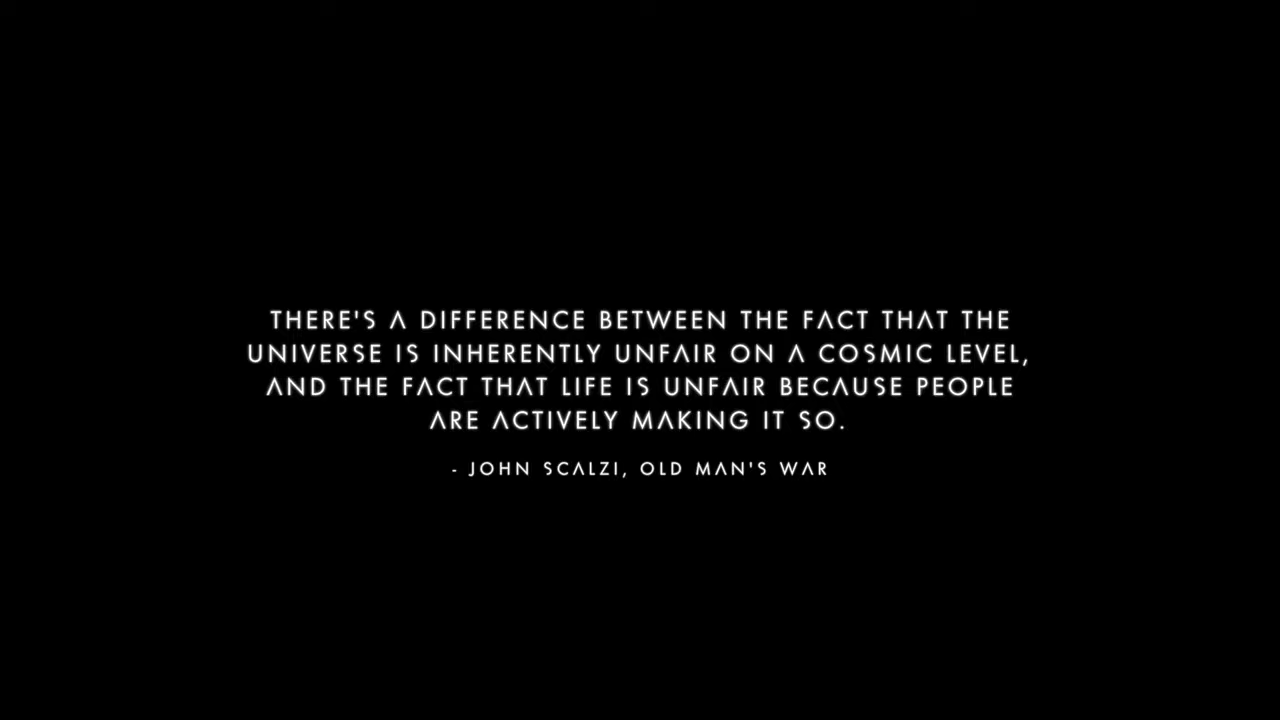 THERE'S A DIFFERENCE BETWEEN THE FACT THAT THE
UNIVERSE IS INHERENTLY UNFAIR ON A COSMIC LEVEL,
AND THE FACT THAT LIFE IS UNFAIR BECAUSE PEOPLE
ARE ACTIVELY MAKING IT SO.
- JOHN SCALZI, OLD MAN'S WAR